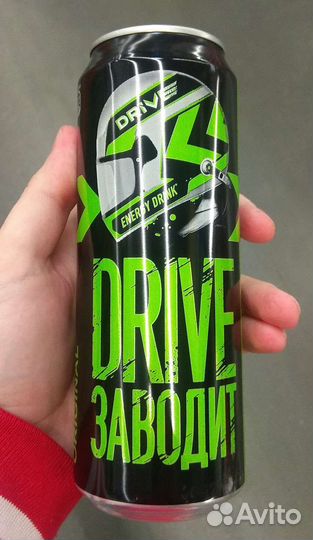 DRIVE
ENERGY DRINK
DRIVE
ЗАВОДИТ
ORIGINAL
Avito